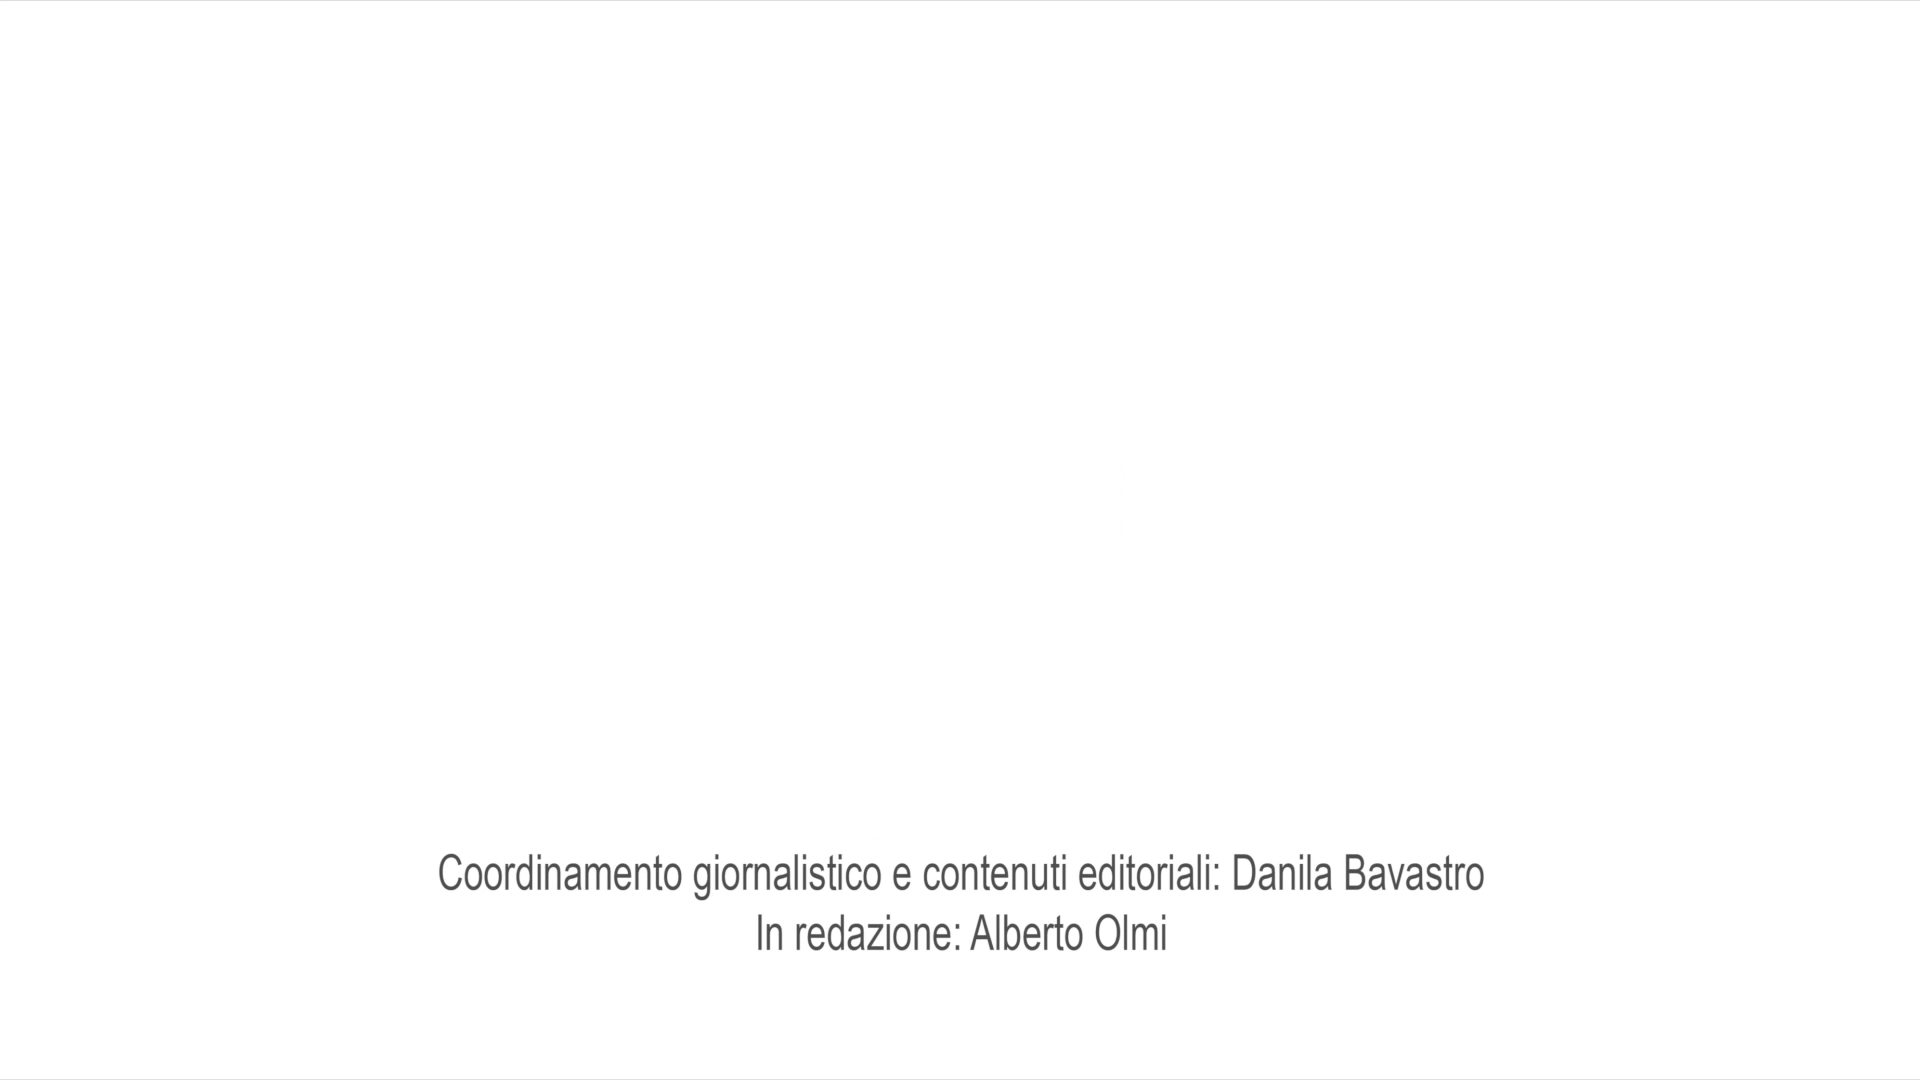 Coordinamento giornalistico e contenuti editoriali: Danila Bavastro
In redazione: Alberto Olmi